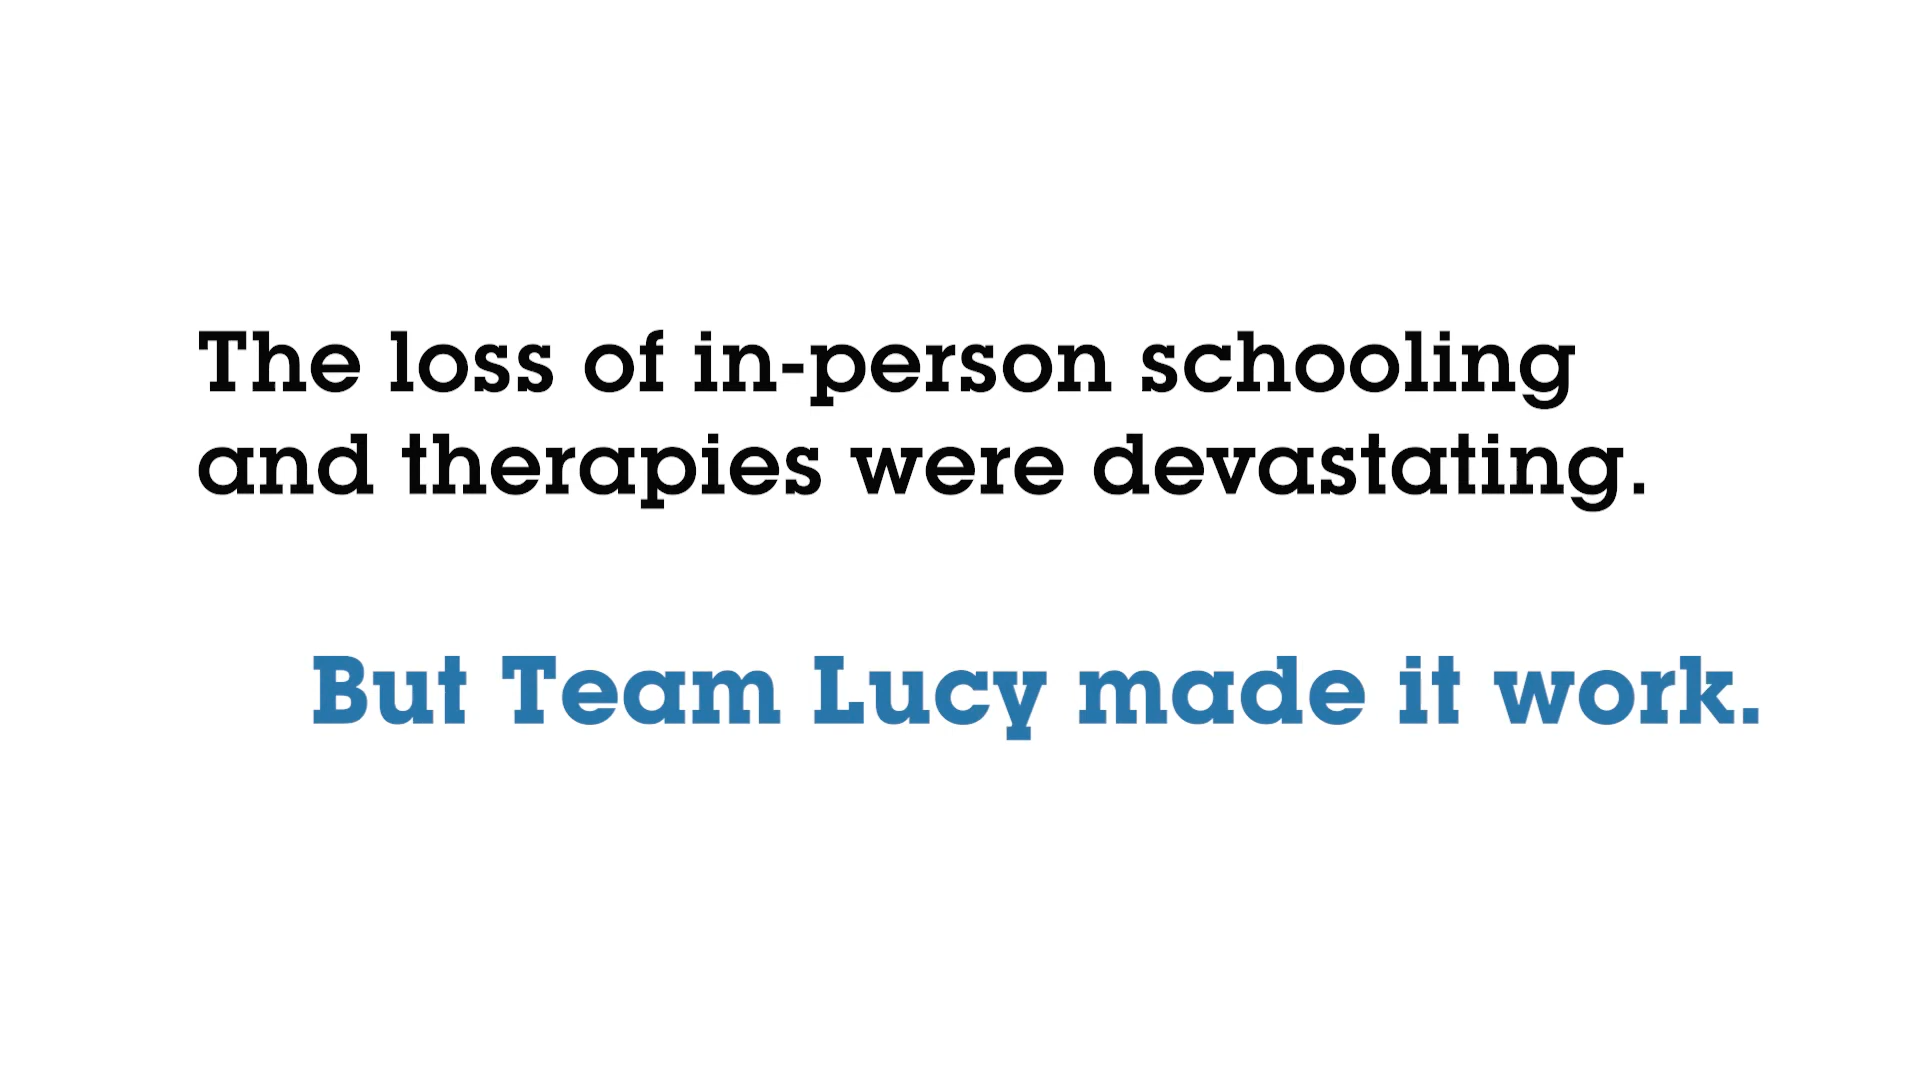 The loss of in-person schooling
and therapies were devastating.
But Team Lucy made it work.